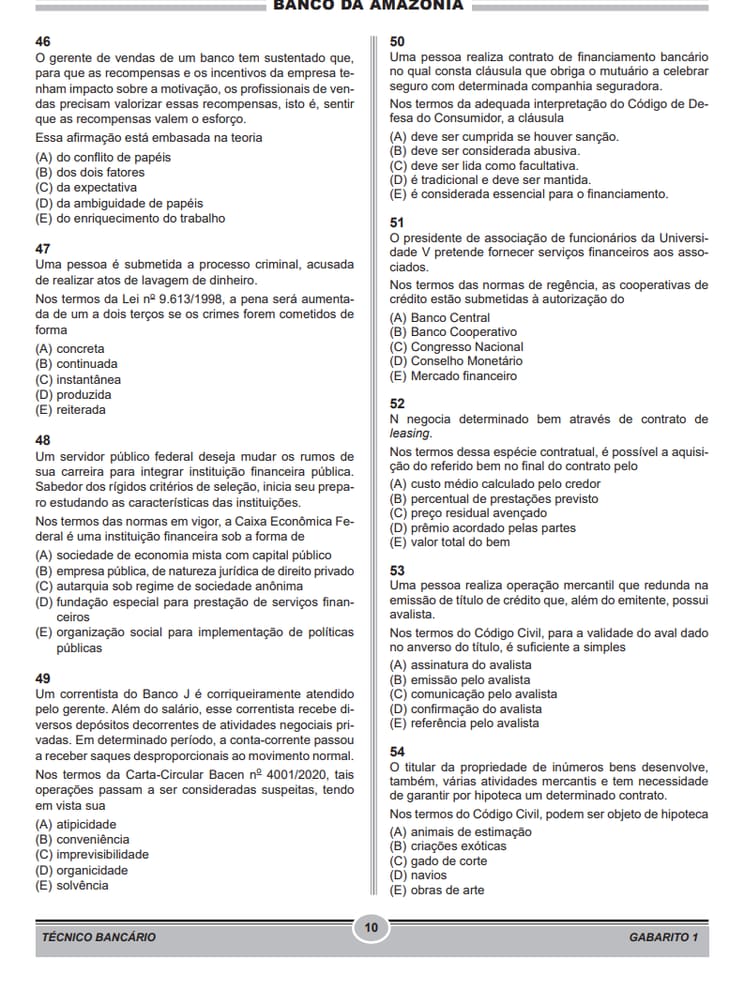 BANCO DA AMAZÔNIA
46
O gerente de vendas de um banco tem sustentado que,
para que as recompensas e os incentivos da empresa te-
nham impacto sobre a motivação, os profissionais de ven-
das precisam valorizar essas recompensas, isto é, sentir
que as recompensas valem o esforço.
Essa afirmação está embasada na teoria
(A) do conflito de papéis
(B) dos dois fatores
(C) da expectativa
(D) da ambiguidade de papéis
(E) do enriquecimento do trabalho
47
Uma pessoa é submetida a processo criminal, acusada
de realizar atos de lavagem de dinheiro.
Nos termos da Lei nº 9.613/1998, a pena será aumenta-
da de um a dois terços se os crimes forem cometidos de
forma
(A) concreta
(B) continuada
(C) instantânea
(D) produzida
(E) reiterada
48
Um servidor público federal deseja mudar os rumos de
sua carreira para integrar instituição financeira pública.
Sabedor dos rígidos critérios de seleção, inicia seu prepa-
ro estudando as características das instituições.
Nos termos das normas em vigor, a Caixa Econômica Fe-
deral é uma instituição financeira sob a forma de
(A) sociedade de economia mista com capital público
(B) empresa pública, de natureza jurídica de direito privado
(C) autarquia sob regime de sociedade anônima
(D) fundação especial para prestação de serviços finan-
ceiros
(E) organização social para implementação de políticas
públicas
49
Um correntista do Banco J é corriqueiramente atendido
pelo gerente. Além do salário, esse correntista recebe di-
versos depósitos decorrentes de atividades negociais pri-
vadas. Em determinado período, a conta-corrente passou
a receber saques desproporcionais ao movimento normal.
Nos termos da Carta-Circular Bacen nº 4001/2020, tais
operações passam a ser consideradas suspeitas, tendo
em vista sua
(A) atipicidade
(B) conveniência
(C) imprevisibilidade
(D) organicidade
(E) solvência
50
Uma pessoa realiza contrato de financiamento bancário
no qual consta cláusula que obriga o mutuário a celebrar
seguro com determinada companhia seguradora.
Nos termos da adequada interpretação do Código de De-
fesa do Consumidor, a cláusula
(A) deve ser cumprida se houver sanção.
(B) deve ser considerada abusiva.
(C) deve ser lida como facultativa.
(D) é tradicional e deve ser mantida.
(E) é considerada essencial para o financiamento.
51
O presidente de associação de funcionários da Universi-
dade V pretende fornecer serviços financeiros aos asso-
ciados.
Nos termos das normas de regência, as cooperativas de
crédito estão submetidas à autorização do
(A) Banco Central
(B) Banco Cooperativo
(C) Congresso Nacional
(D) Conselho Monetário
(E) Mercado financeiro
52
N negocia determinado bem através de contrato de
leasing.
Nos termos dessa espécie contratual, é possível a aquisi-
ção do referido bem no final do contrato pelo
(A) custo médio calculado pelo credor
(B) percentual de prestações previsto
(C) preço residual avençado
(D) prêmio acordado pelas partes
(E) valor total do bem
53
Uma pessoa realiza operação mercantil que redunda na
emissão de título de crédito que, além do emitente, possui
avalista.
Nos termos do Código Civil, para a validade do aval dado
no anverso do título, é suficiente a simples
(A) assinatura do avalista
(B) emissão pelo avalista
(C) comunicação pelo avalista
(D) confirmação do avalista
(E) referência pelo avalista
54
O titular da propriedade de inúmeros bens desenvolve,
também, várias atividades mercantis e tem necessidade
de garantir por hipoteca um determinado contrato.
Nos termos do Código Civil, podem ser objeto de hipoteca
(A) animais de estimação
(B) criações exóticas
(C) gado de corte
(D) navios
(E) obras de arte
TÉCNICO BANCÁRIO
10
GABARITO 1